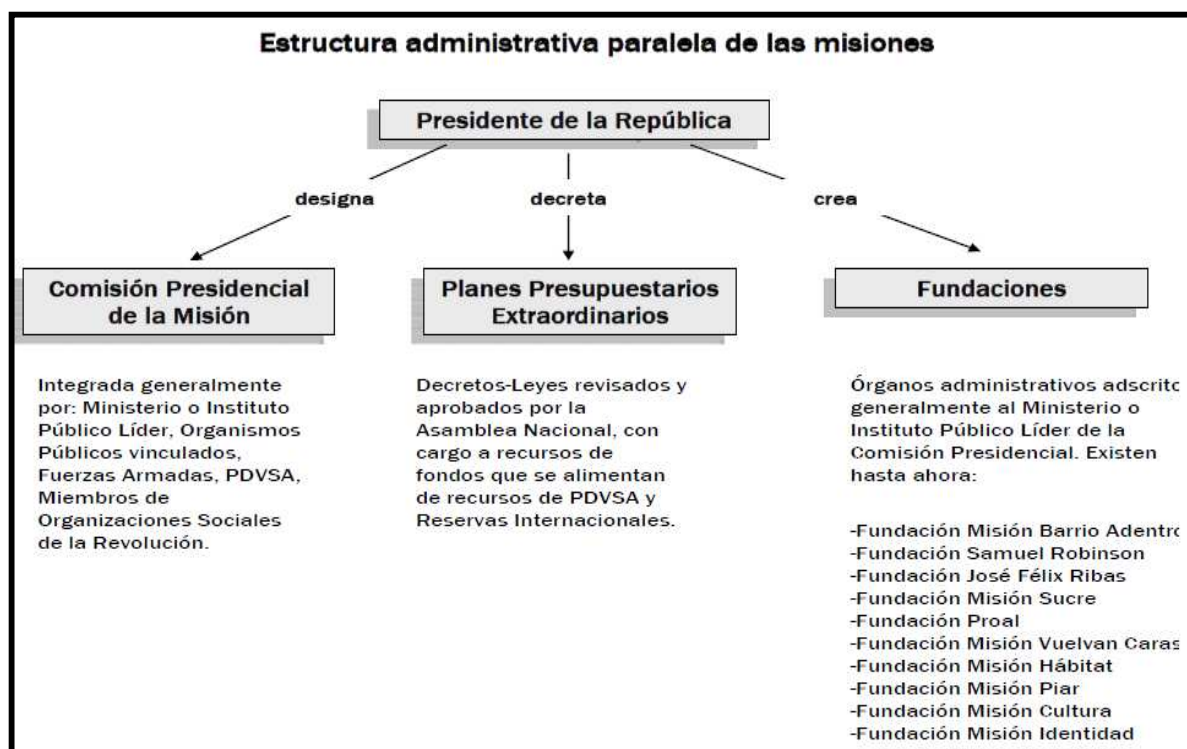 Estructura administrativa paralela de las misiones
Presidente de la República
designa
decreta
crea
Comisión Presidencial
de la Misión
Planes Presupuestarios
Extraordinarios
Fundaciones
Integrada generalmente
por: Ministerio o Instituto
Público Líder, Organismos
Públicos vinculados,
Fuerzas Armadas, PDVSA,
Miembros de
Organizaciones Sociales
de la Revolución.
Decretos-Leyes revisados y
aprobados por la
Asamblea Nacional, con
cargo a recursos de
fondos que se alimentan
de recursos de PDVSA y
Reservas Internacionales.
Órganos administrativos adscrito
generalmente al Ministerio o
Instituto Público Líder de la
Comisión Presidencial. Existen
hasta ahora:
-Fundación Misión Barrio Adentro
-Fundación Samuel Robinson
-Fundación José Félix Ribas
-Fundación Misión Sucre
-Fundación Proal
-Fundación Misión Vuelvan Caras
-Fundación Misión Hábitat
-Fundación Misión Piar
-Fundación Misión Cultura
-Fundación Misión Identidad